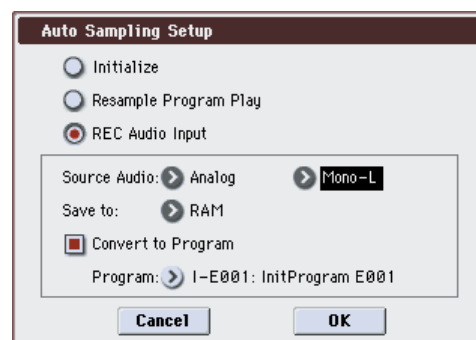 Auto Sampling Setup
Initialize
Resample Program Play
REC Audio Input
Source Audio: Analog Mono-L
Save to: RAM
Convert to Program
Program: I-E001: InitProgram E001
Cancel OK